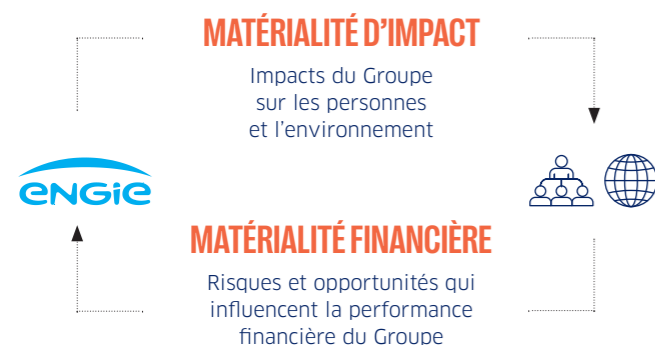 MATÉRIALITÉ D’IMPACT
Impacts du Groupe
sur les personnes
et l’environnement
ENGIE
MATÉRIALITÉ FINANCIÈRE
Risques et opportunités qui
influencent la performance
financière du Groupe